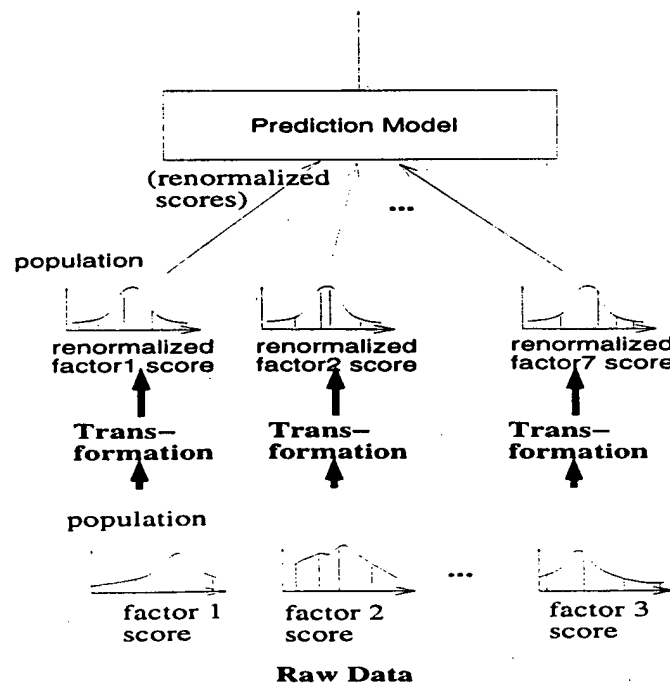 Prediction Model
(renormalized
scores)
...
population
renormalized
factor1 score
renormalized
factor2 score
renormalized
factor7 score
Trans–
formation
Trans–
formation
Trans–
formation
population
...
factor 1
score
factor 2
score
factor 3
score
Raw Data